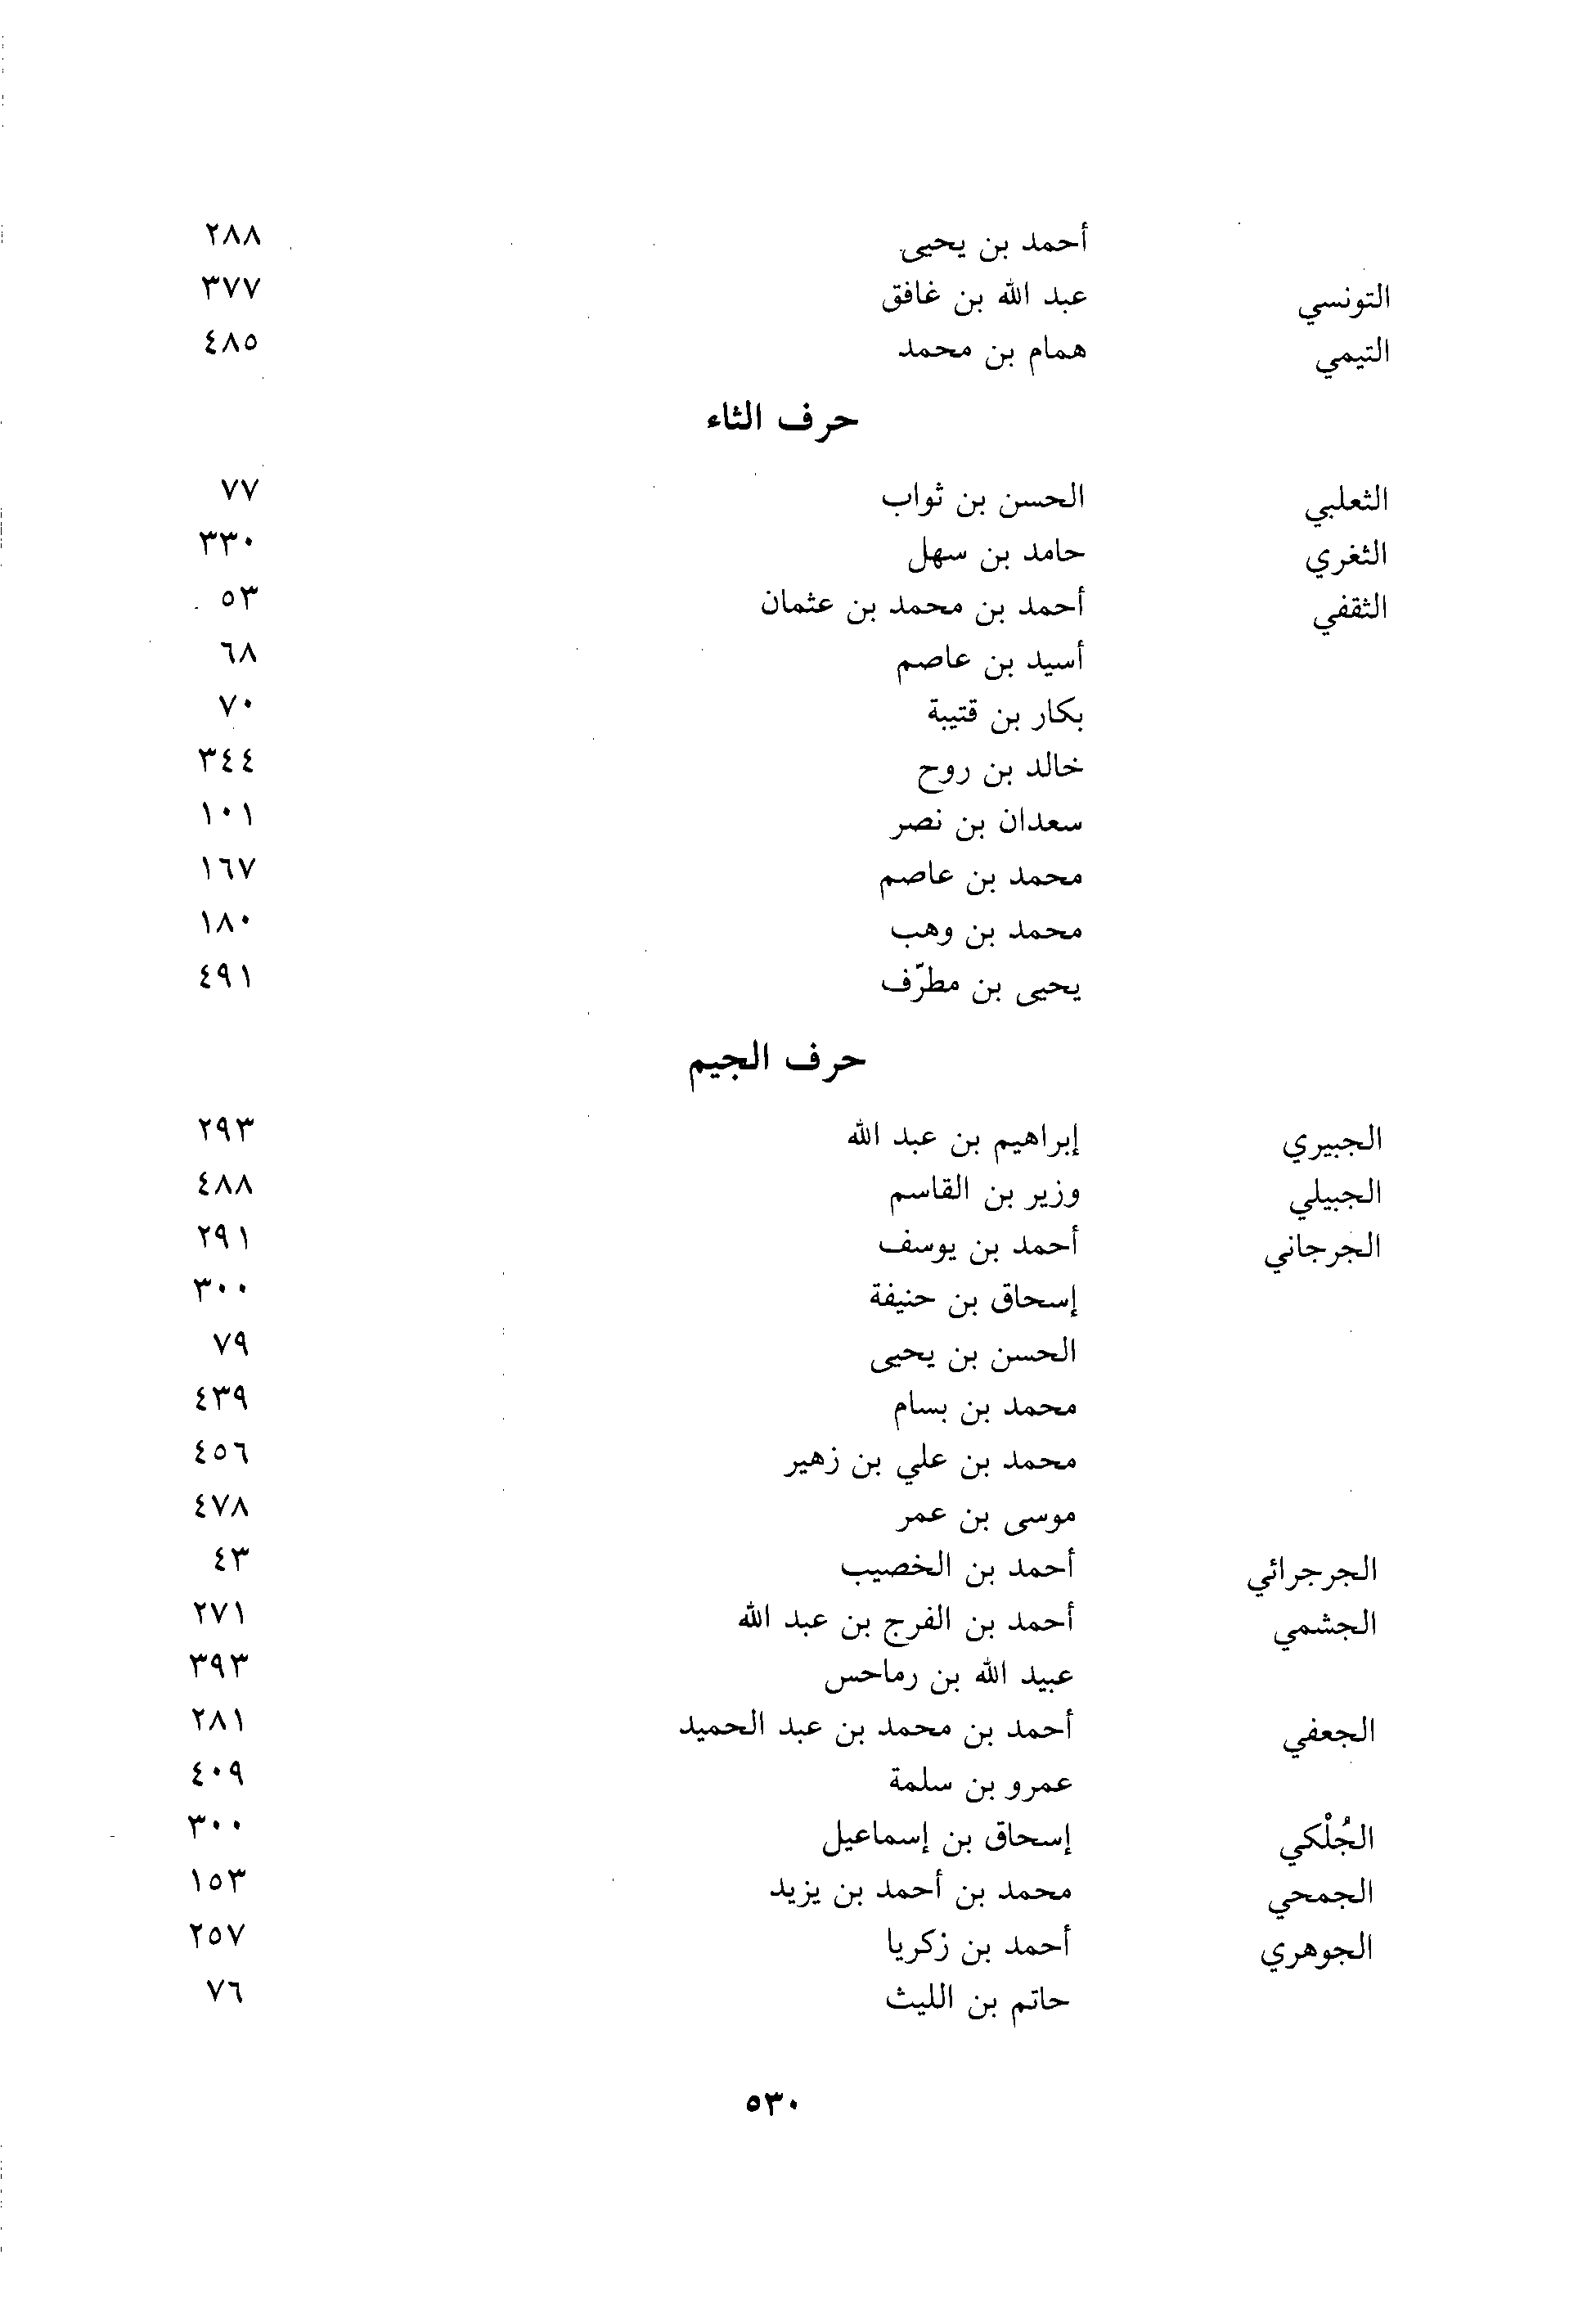 أحمد بن يحيى ٢٨٨
التونسي عبد الله بن غافق ٣٧٧
التيمي همام بن محمد ٤٨٥
حرف الثاء
الثعلبي الحسن بن ثواب ٧٧
الثغري حامد بن سهل ٣٣٠
الثقفي أحمد بن محمد بن عثمان ٥٣
أسيد بن عاصم ٦٨
بكار بن قتيبة ٧٠
خالد بن روح ٣٤٤
سعدان بن نصر ١٠١
محمد بن عاصم ١٦٧
محمد بن وهب ١٨٠
يحيى بن مطرّف ٤٩١
حرف الجيم
الجبيري إبراهيم بن عبد الله ٢٩٣
الجبيلي وزير بن القاسم ٤٨٨
الجرجاني أحمد بن يوسف ٢٩١
إسحاق بن حنيفة ٣٠٠
الحسن بن يحيى ٧٩
محمد بن بسام ٤٣٩
محمد بن علي بن زهير ٤٥٦
موسى بن عمر ٤٧٨
الجرجرائي أحمد بن الخصيب ٤٣
الجشمي أحمد بن الفرج بن عبد الله ٢٧١
عبيد الله بن رماحس ٣٩٣
الجعفي أحمد بن محمد بن عبد الحميد ٢٨١
عمرو بن سلمة ٤٠٩
الجُلْكي إسحاق بن إسماعيل ٣٠٠
الجمحي محمد بن أحمد بن يزيد ١٥٣
الجوهري أحمد بن زكريا ٢٥٧
حاتم بن الليث ٧٦
٥٣٠